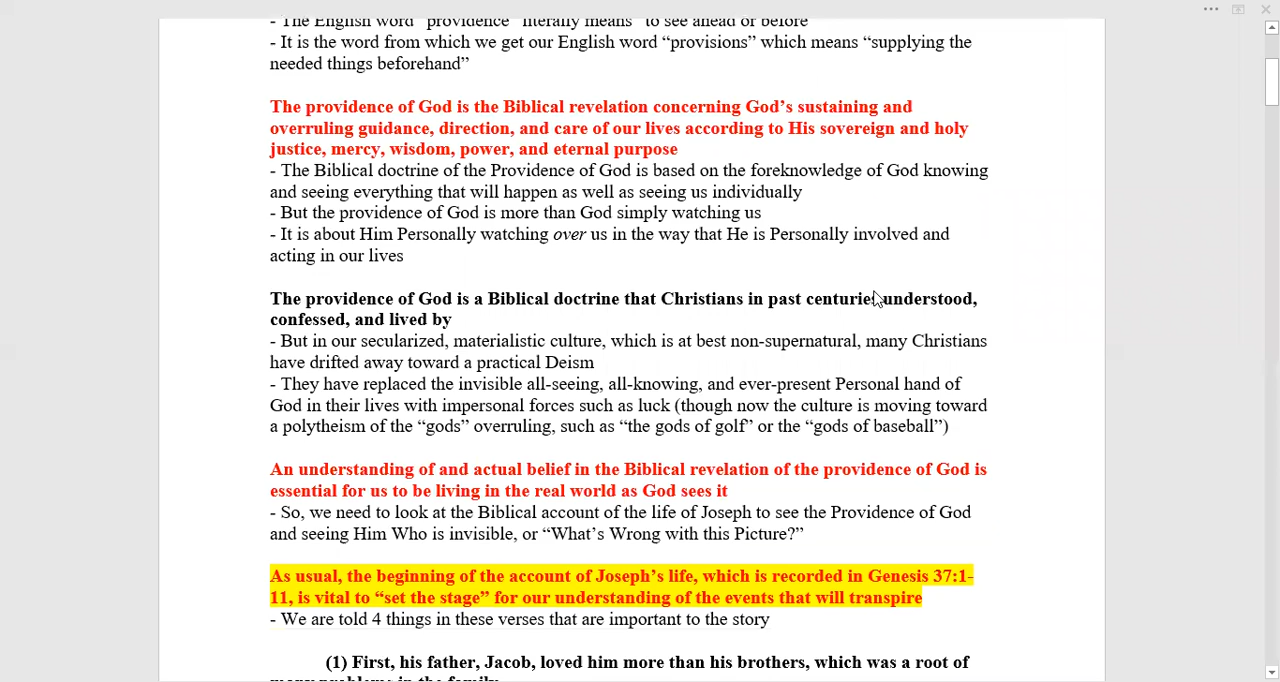 - The English word “providence” literally means “to see ahead or before”
- It is the word from which we get our English word “provisions” which means “supplying the
needed things beforehand”
The providence of God is the Biblical revelation concerning God’s sustaining and
overruling guidance, direction, and care of our lives according to His sovereign and holy
justice, mercy, wisdom, power, and eternal purpose
- The Biblical doctrine of the Providence of God is based on the foreknowledge of God knowing
and seeing everything that will happen as well as seeing us individually
- But the providence of God is more than God simply watching us
- It is about Him Personally watching over us in the way that He is Personally involved and
acting in our lives
The providence of God is a Biblical doctrine that Christians in past centuries understood,
confessed, and lived by
- But in our secularized, materialistic culture, which is at best non-supernatural, many Christians
have drifted away toward a practical Deism
- They have replaced the invisible all-seeing, all-knowing, and ever-present Personal hand of
God in their lives with impersonal forces such as luck (though now the culture is moving toward
a polytheism of the “gods” overruling, such as “the gods of golf” or the “gods of baseball”)
An understanding of and actual belief in the Biblical revelation of the providence of God is
essential for us to be living in the real world as God sees it
- So, we need to look at the Biblical account of the life of Joseph to see the Providence of God
and seeing Him Who is invisible, or “What’s Wrong with this Picture?”
As usual, the beginning of the account of Joseph’s life, which is recorded in Genesis 37:1-
11, is vital to “set the stage” for our understanding of the events that will transpire
- We are told 4 things in these verses that are important to the story
(1) First, his father, Jacob, loved him more than his brothers, which was a root of
many problems in the family